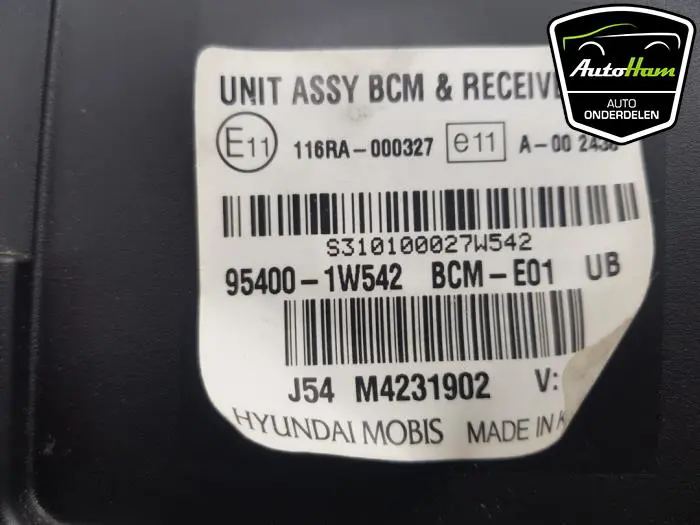 UNIT ASSY BCM & RECEIVE
E11 116RA-000327 e11 A-00 2436
S310100027W542
95400-1W542 BCM-E01 UB
J54 M4231902 V:
HYUNDAI MOBIS MADE IN K
AutoHam
AUTO
ONDERDELEN